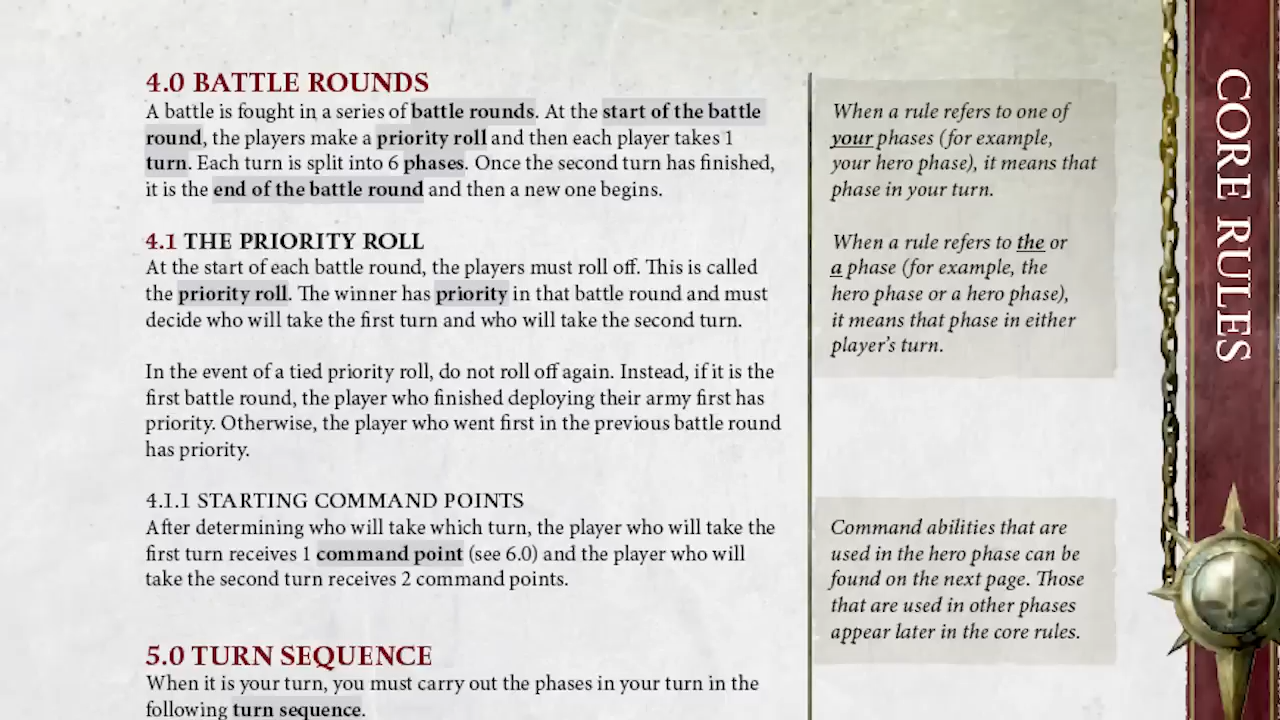 4.0 BATTLE ROUNDS
A battle is fought in a series of battle rounds. At the start of the battle
round, the players make a priority roll and then each player takes 1
turn. Each turn is split into 6 phases. Once the second turn has finished,
it is the end of the battle round and then a new one begins.
4.1 THE PRIORITY ROLL
At the start of each battle round, the players must roll off. This is called
the priority roll. The winner has priority in that battle round and must
decide who will take the first turn and who will take the second turn.
In the event of a tied priority roll, do not roll off again. Instead, if it is the
first battle round, the player who finished deploying their army first has
priority. Otherwise, the player who went first in the previous battle round
has priority.
4.1.1 STARTING COMMAND POINTS
After determining who will take which turn, the player who will take the
first turn receives 1 command point (see 6.0) and the player who will
take the second turn receives 2 command points.
5.0 TURN SEQUENCE
When it is your turn, you must carry out the phases in your turn in the
following turn sequence.
When a rule refers to one of
your phases (for example,
your hero phase), it means that
phase in your turn.
When a rule refers to the or
a phase (for example, the
hero phase or a hero phase),
it means that phase in either
player's turn.
Command abilities that are
used in the hero phase can be
found on the next page. Those
that are used in other phases
appear later in the core rules.
CORE RULES